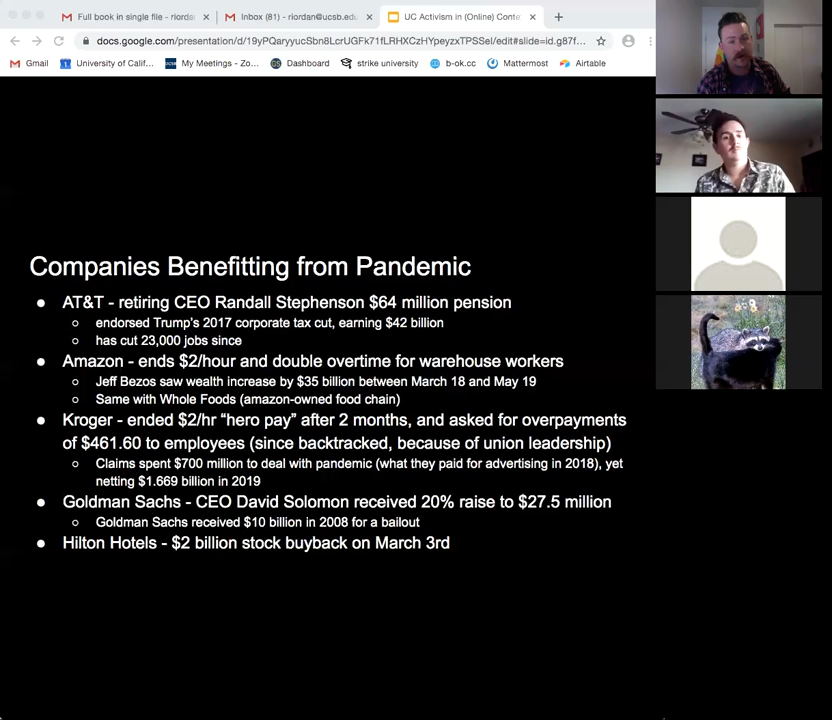 Full book in single file - riordan
Inbox (81) - riordan@ucsb.edu
UC Activism in (Online) Conte
docs.google.com/presentation/d/19yPQaryyucSbn8LcrUGFk71fLRHXCzHYpeyzxTPSSeI/edit#slide=id.g87f...
Gmail
University of Calif...
My Meetings - Zo...
Dashboard
strike university
b-ok.cc
Mattermost
Airtable
Companies Benefitting from Pandemic
● AT&T - retiring CEO Randall Stephenson $64 million pension
○ endorsed Trump's 2017 corporate tax cut, earning $42 billion
○ has cut 23,000 jobs since
● Amazon - ends $2/hour and double overtime for warehouse workers
○ Jeff Bezos saw wealth increase by $35 billion between March 18 and May 19
○ Same with Whole Foods (amazon-owned food chain)
● Kroger - ended $2/hr “hero pay” after 2 months, and asked for overpayments
of $461.60 to employees (since backtracked, because of union leadership)
○ Claims spent $700 million to deal with pandemic (what they paid for advertising in 2018), yet
netting $1.669 billion in 2019
● Goldman Sachs - CEO David Solomon received 20% raise to $27.5 million
○ Goldman Sachs received $10 billion in 2008 for a bailout
● Hilton Hotels - $2 billion stock buyback on March 3rd